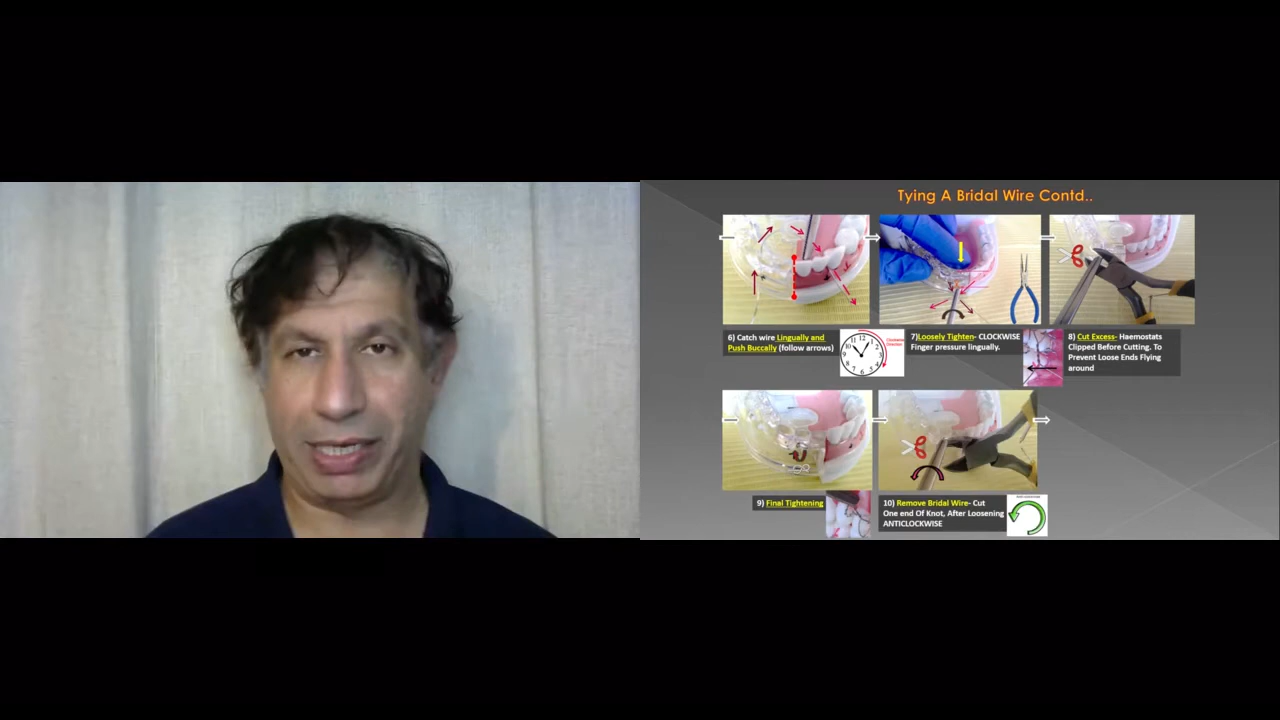 Tying A Bridal Wire Contd..
6) Catch wire Lingually and
Push Buccally (follow arrows)
Clockwise
Direction
7)Loosely Tighten- CLOCKWISE
Finger pressure lingually.
8) Cut Excess- Haemostats
Clipped Before Cutting. To
Prevent Loose Ends Flying
around
9) Final Tightening
10) Remove Bridal Wire- Cut
One end Of Knot, After Loosening
ANTICLOCKWISE